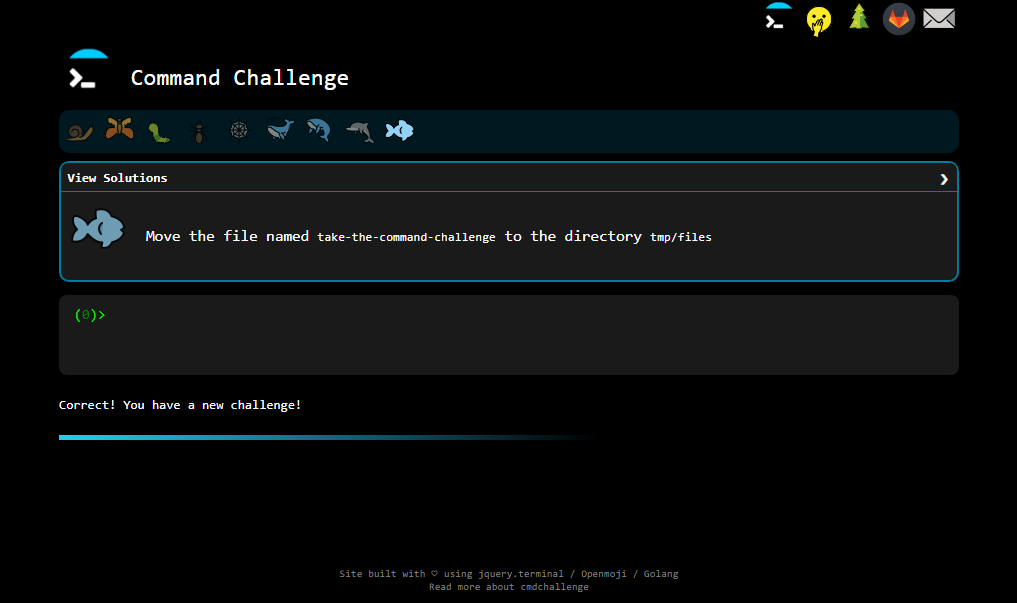 Command Challenge
View Solutions
Move the file named take-the-command-challenge to the directory tmp/files
(0)>
Correct! You have a new challenge!
Site built with ♡ using jquery.terminal / Openmoji / Golang
Read more about cmdchallenge